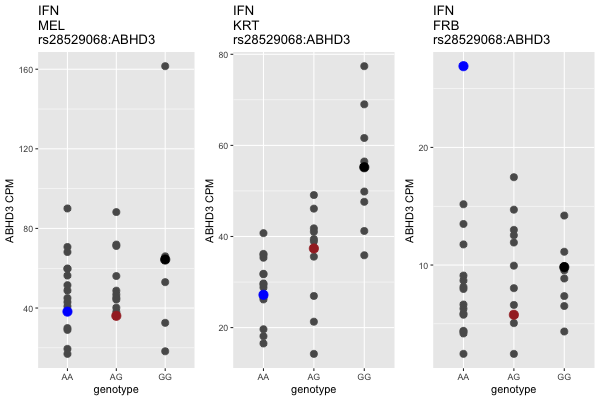 IFN
MEL
rs28529068:ABHD3
160
120
80
40
ABHD3 CPM
AA
AG
GG
genotype
IFN
KRT
rs28529068:ABHD3
80
60
40
20
ABHD3 CPM
AA
AG
GG
genotype
IFN
FRB
rs28529068:ABHD3
20
10
ABHD3 CPM
AA
AG
GG
genotype